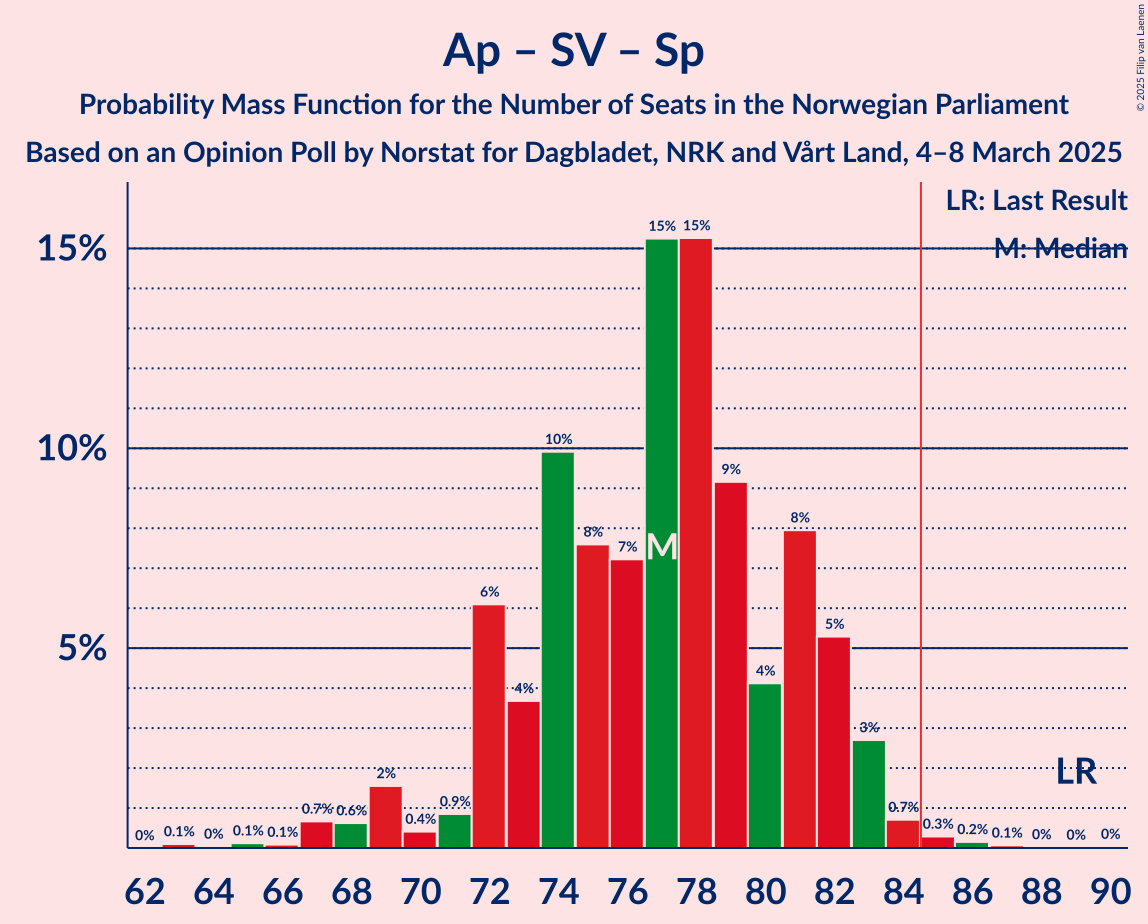 Ap – SV – Sp
Probability Mass Function for the Number of Seats in the Norwegian Parliament
Based on an Opinion Poll by Norstat for Dagbladet, NRK and Vårt Land, 4–8 March 2025
© 2025 Filip van Laenen
LR: Last Result
M: Median
15%
10%
5%
0% 0.1% 0% 0.1% 0.1% 0.7% 0.6% 2% 0.4% 0.9% 6% 4% 10% 8% 7% 15% 15% 9% 4% 8% 5% 3% 0.7% 0.3% 0.2% 0.1% 0% 0% 0%
M
LR
62 64 66 68 70 72 74 76 78 80 82 84 86 88 90